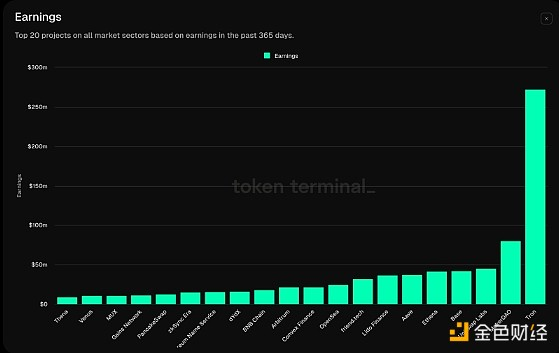 Earnings
Top 20 projects on all market sectors based on earnings in the past 365 days.
Earnings
$300m
$250m
$200m
$150m
$100m
$50m
$0
Earnings
token terminal_
Thena
Venus
MUX
Gains Network
PancakeSwap
zkSync Era
Name Service
dYdX
BNB Chain
Arbitrum
Convex Finance
OpenSea
friend.tech
Lido Finance
Aave
Ethena
Base
Labs
Tron
金色财经